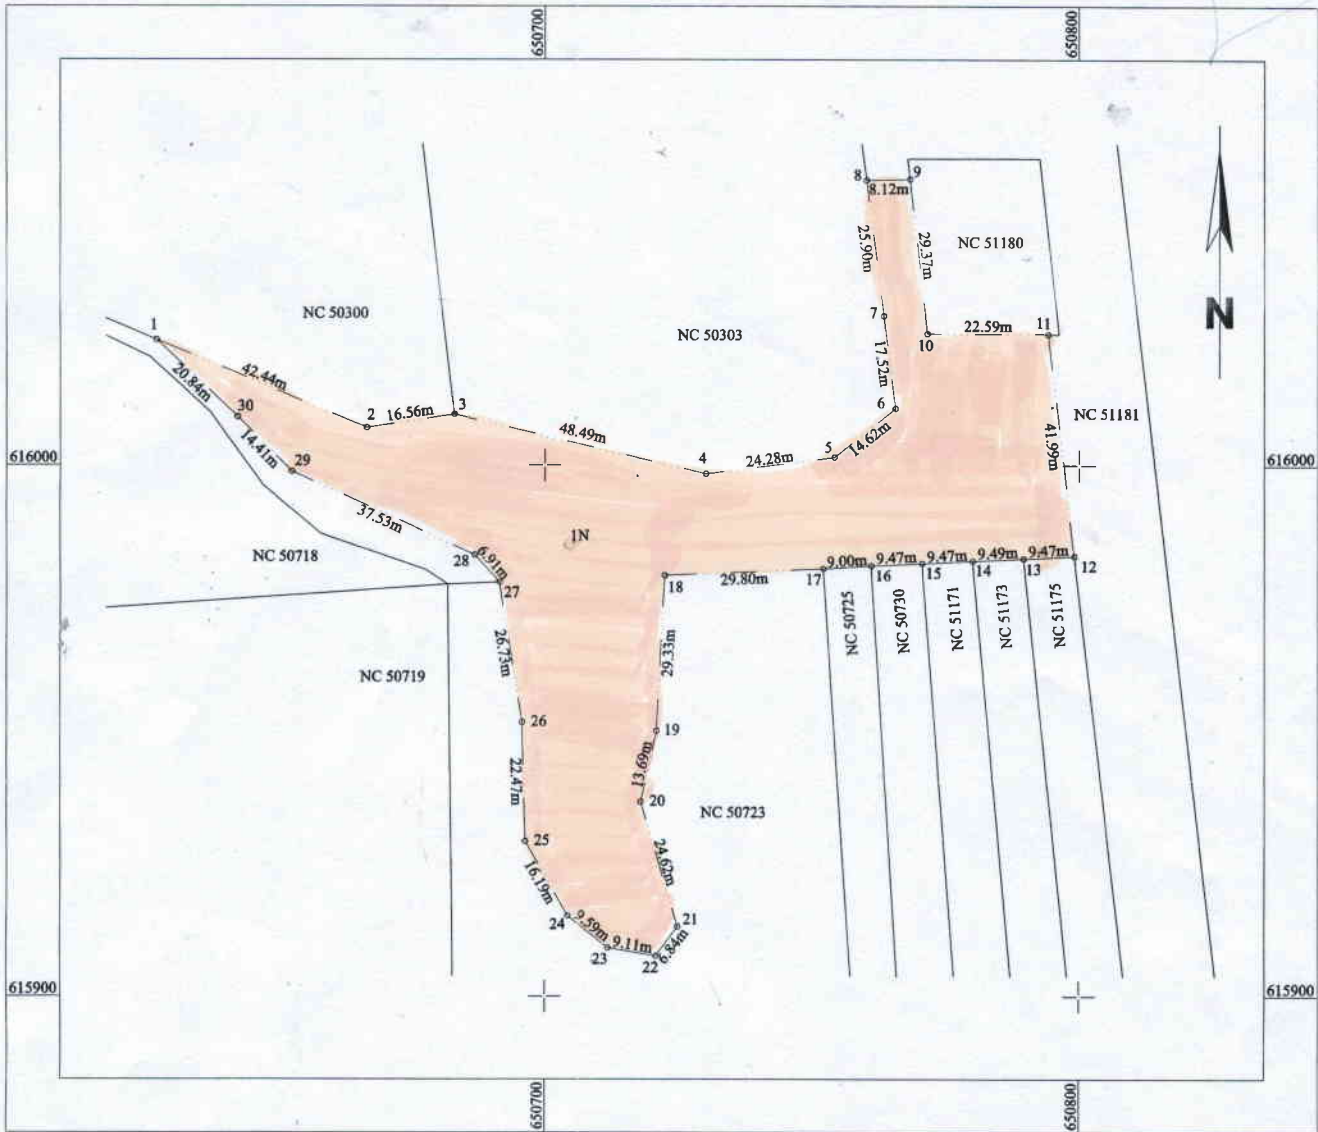 650700
650800
8
9
8.12m
25.90m
29.37m
NC 51180
N
NC 50300
NC 50303
7
10
22.59m
11
1
42.44m
20.84m
17.52m
6
NC 51181
2
16.56m
3
30
48.49m
14.62m
41.99m
14.41m
5
24.28m
4
616000
616000
29
37.53m
1N
NC 50718
28
6.91m
27
18
29.80m
17
9.00m
16
9.47m
15
9.47m
14
9.49m
13
9.47m
12
NC 50725
NC 50730
NC 51171
NC 51173
NC 51175
26.73m
29.33m
NC 50719
26
19
22.47m
13.69m
20
NC 50723
25
24.62m
16.19m
24
9.59m
21
23
9.11m
22
6.84m
615900
615900
650700
650800